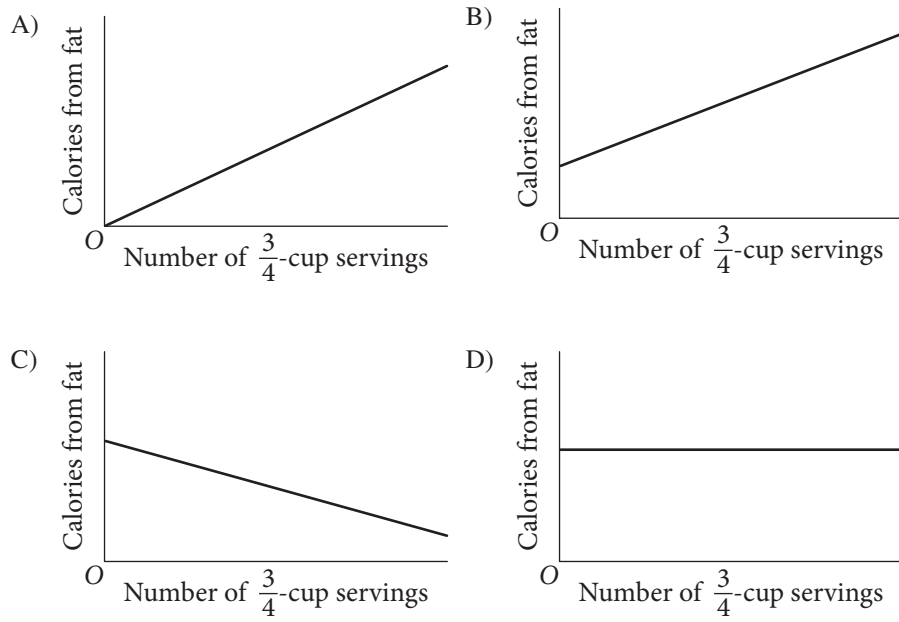 A)
Calories from fat
O
Number of 3/4-cup servings
B)
Calories from fat
O
Number of 3/4-cup servings
C)
Calories from fat
O
Number of 3/4-cup servings
D)
Calories from fat
O
Number of 3/4-cup servings